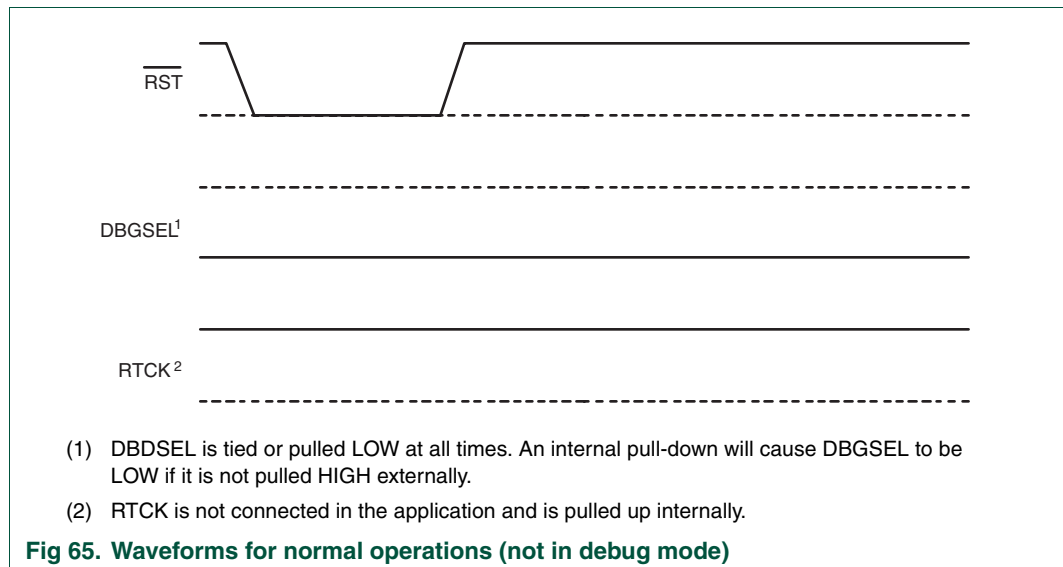 RST
DBGSEL1
RTCK 2
(1) DBDSEL is tied or pulled LOW at all times. An internal pull-down will cause DBGSEL to be
LOW if it is not pulled HIGH externally.
(2) RTCK is not connected in the application and is pulled up internally.
Fig 65. Waveforms for normal operations (not in debug mode)